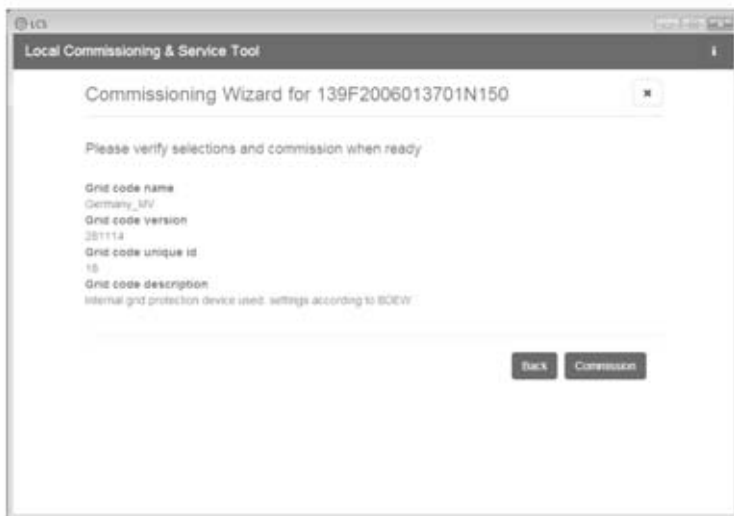 LCS
Local Commissioning & Service Tool
Commissioning Wizard for 139F2006013701N150
Please verify selections and commission when ready
Grid code name
Germany_MV
Grid code version
281114
Grid code unique id
Grid code description
Internal grid protection device used. settings according to BDEW
Back Commission